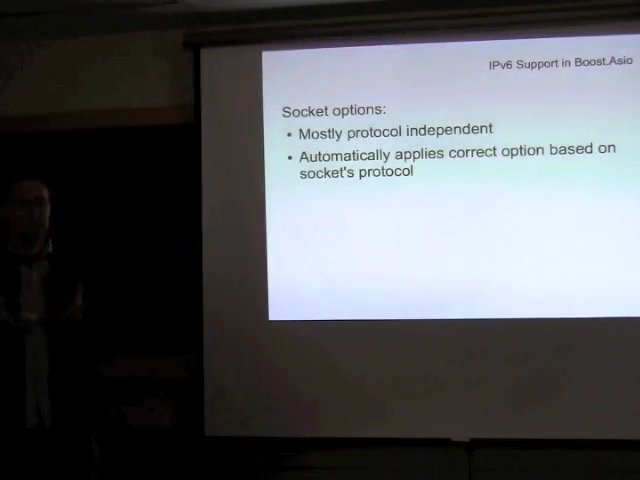 IPv6 Support in Boost.Asio
Socket options:
• Mostly protocol independent
• Automatically applies correct option based on
socket's protocol